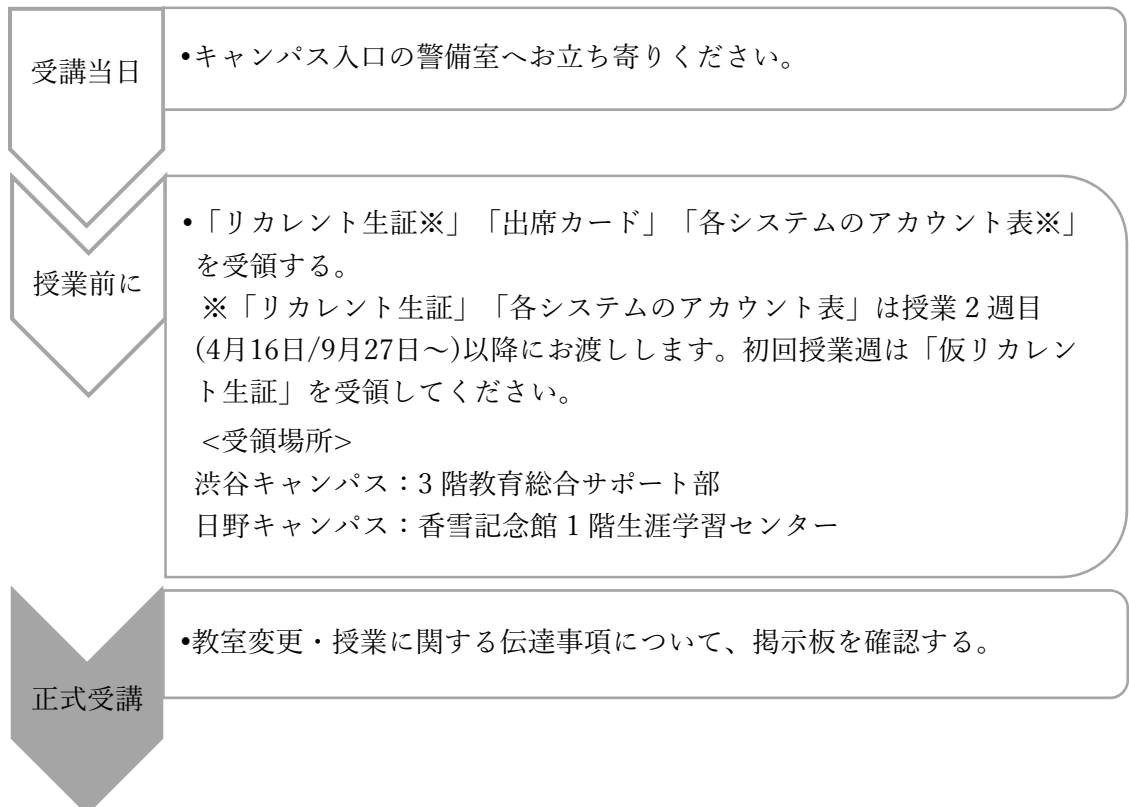 受講当日
•キャンパス入口の警備室へお立ち寄りください。
授業前に
•「リカレント生証※」「出席カード」「各システムのアカウント表※」
を受領する。
※「リカレント生証」「各システムのアカウント表」は授業2週目
(4月16日/9月27日～)以降にお渡しします。初回授業週は「仮リカレン
ト生証」を受領してください。
<受領場所>
渋谷キャンパス：3階教育総合サポート部
日野キャンパス：香雪記念館1階生涯学習センター
正式受講
•教室変更・授業に関する伝達事項について、掲示板を確認する。